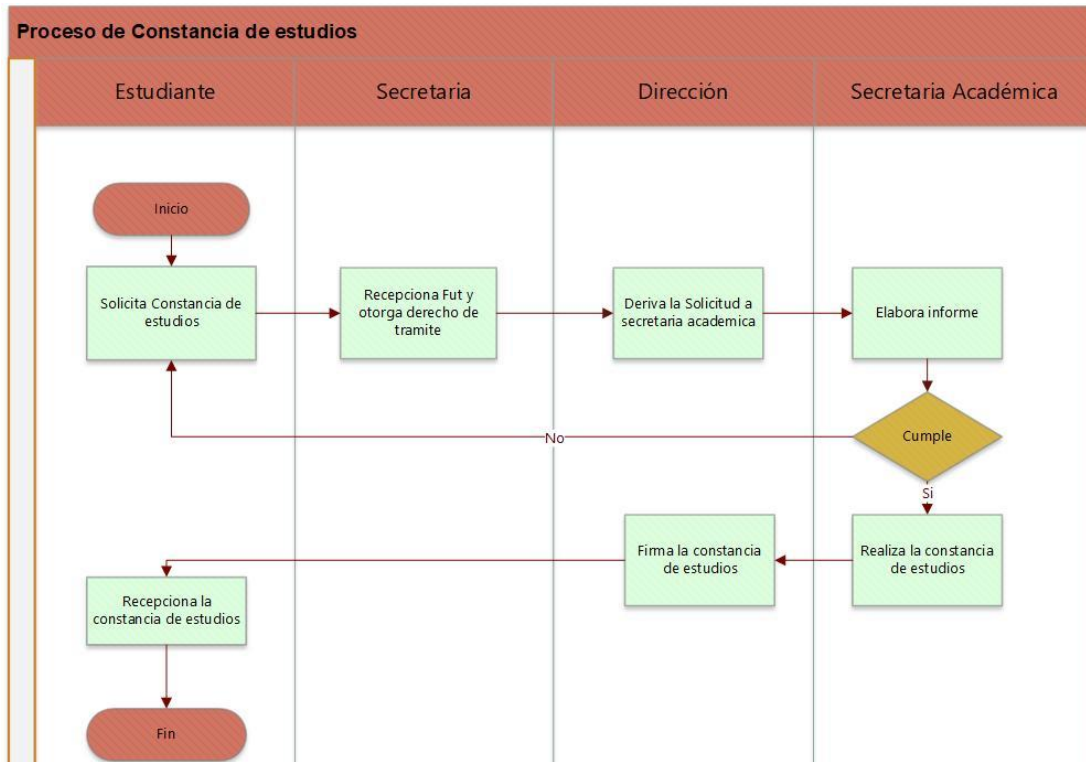 Proceso de Constancia de estudios
Estudiante
Secretaria
Dirección
Secretaria Académica
Inicio
Solicita Constancia de
estudios
Recepciona Fut y
otorga derecho de
tramite
Deriva la Solicitud a
secretaria academica
Elabora informe
Cumple
No
Si
Realiza la constancia
de estudios
Firma la constancia
de estudios
Recepciona la
constancia de estudios
Fin